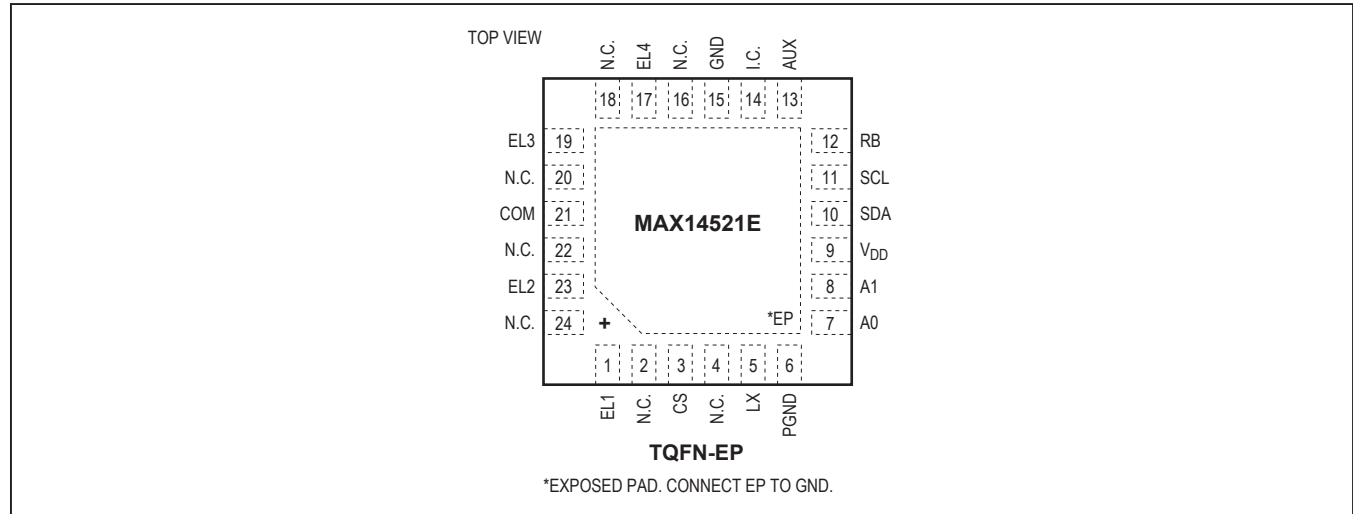 TOP VIEW
N.C. EL4 N.C. GND I.C. AUX
18 17 16 15 14 13
EL3 19 12 RB
N.C. 20 11 SCL
COM 21 MAX14521E 10 SDA
N.C. 22 9 VDD
EL2 23 8 A1
N.C. 24 + *EP 7 A0
1 2 3 4 5 6
EL1 N.C. CS N.C. LX PGND
TQFN-EP
*EXPOSED PAD. CONNECT EP TO GND.